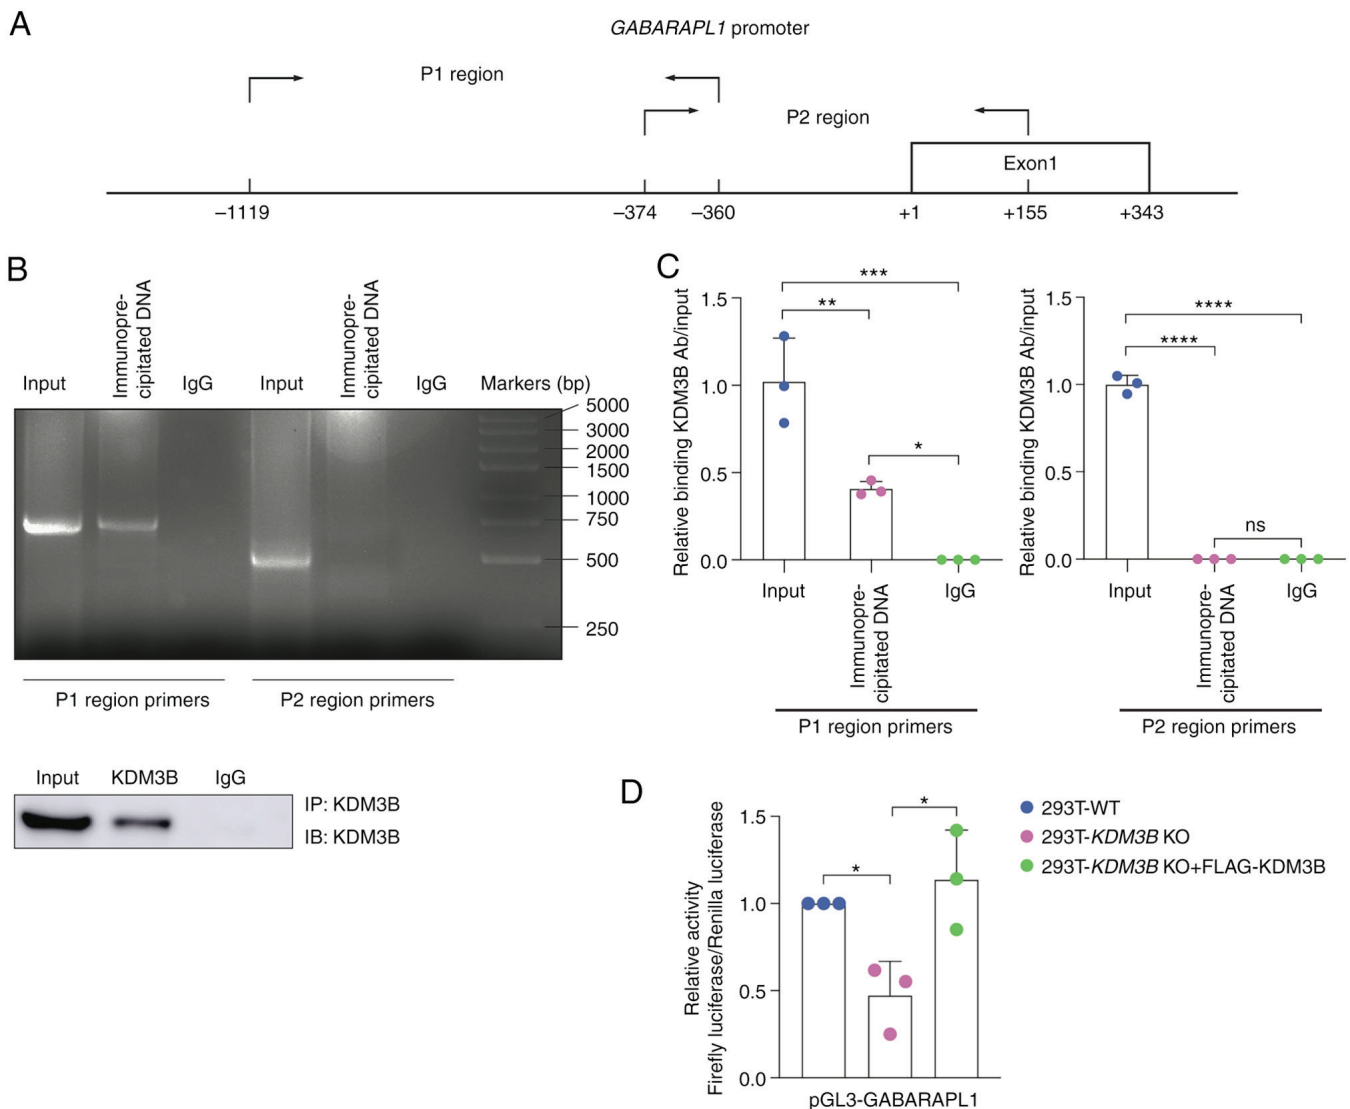 A
GABARAPL1 promoter
P1 region
P2 region
Exon1
–1119
–374
–360
+1
+155
+343
B
Input
Immunopre-
cipitated DNA
IgG
Input
Immunopre-
cipitated DNA
IgG
Markers (bp)
5000
3000
2000
1500
1000
750
500
250
P1 region primers
P2 region primers
Input
KDM3B
IgG
IP: KDM3B
IB: KDM3B
C
Relative binding KDM3B Ab/input
1.5
1.0
0.5
0.0
***
**
*
Input
Immunopre-
cipitated DNA
IgG
P1 region primers
Relative binding KDM3B Ab/input
1.5
1.0
0.5
0.0
****
****
ns
Input
Immunopre-
cipitated DNA
IgG
P2 region primers
D
Relative activity
Firefly luciferase/Renilla luciferase
1.5
1.0
0.5
0.0
*
*
pGL3-GABARAPL1
293T-WT
293T-KDM3B KO
293T-KDM3B KO+FLAG-KDM3B